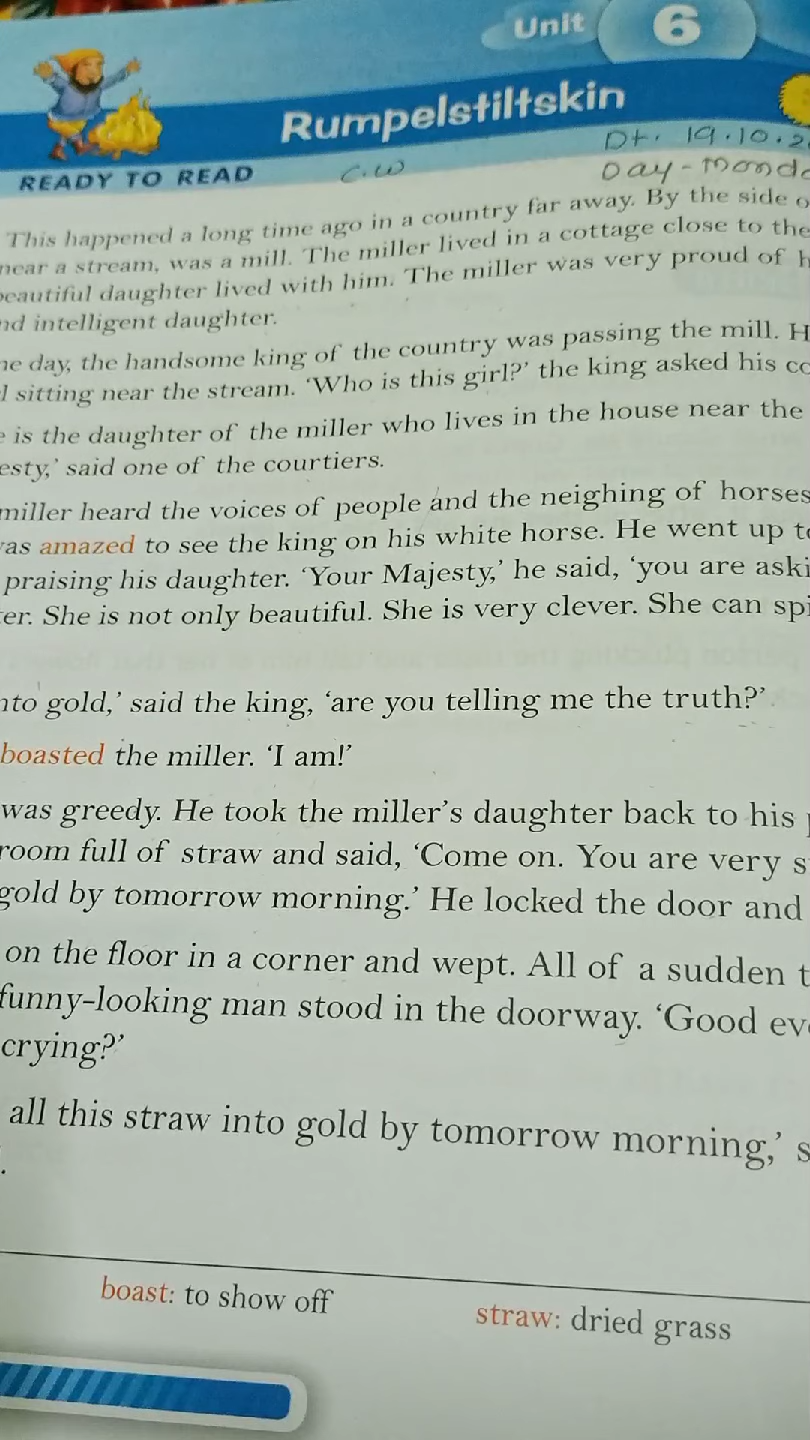 Unit 6
Rumpelstiltskin
Dt. 19.10.2
READY TO READ C.W Day - Monda
This happened a long time ago in a country far away. By the side
near a stream, was a mill. The miller lived in a cottage close to the
beautiful daughter lived with him. The miller was very proud of h
nd intelligent daughter.
ne day, the handsome king of the country was passing the mill. H
l sitting near the stream. ‘Who is this girl?’ the king asked his co
e is the daughter of the miller who lives in the house near the
esty,’ said one of the courtiers.
miller heard the voices of people and the neighing of horses
as amazed to see the king on his white horse. He went up to
praising his daughter. ‘Your Majesty,’ he said, ‘you are aski
er. She is not only beautiful. She is very clever. She can spi
nto gold,’ said the king, ‘are you telling me the truth?’
boasted the miller. ‘I am!’
was greedy. He took the miller’s daughter back to his
room full of straw and said, ‘Come on. You are very s
gold by tomorrow morning.’ He locked the door and
on the floor in a corner and wept. All of a sudden t
funny-looking man stood in the doorway. ‘Good ev
crying?’
all this straw into gold by tomorrow morning,’ s
.
boast: to show off
straw: dried grass